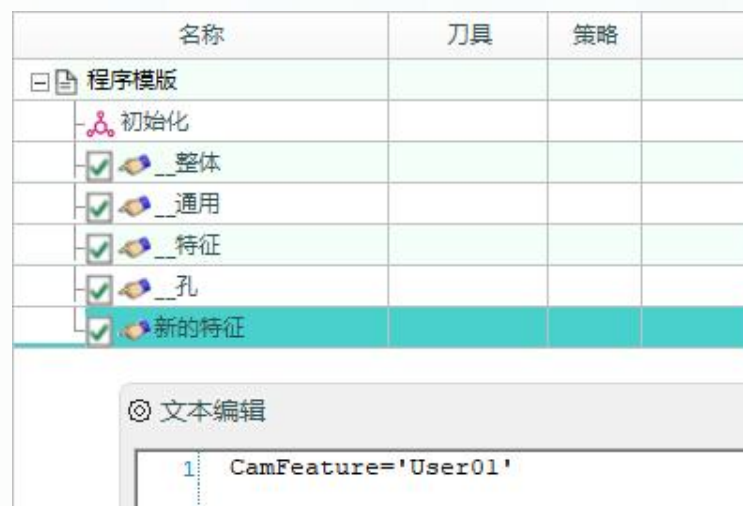 名称 刀具 策略
程序模版
初始化
__整体
__通用
__特征
__孔
新的特征
文本编辑
1 CamFeature='User01'